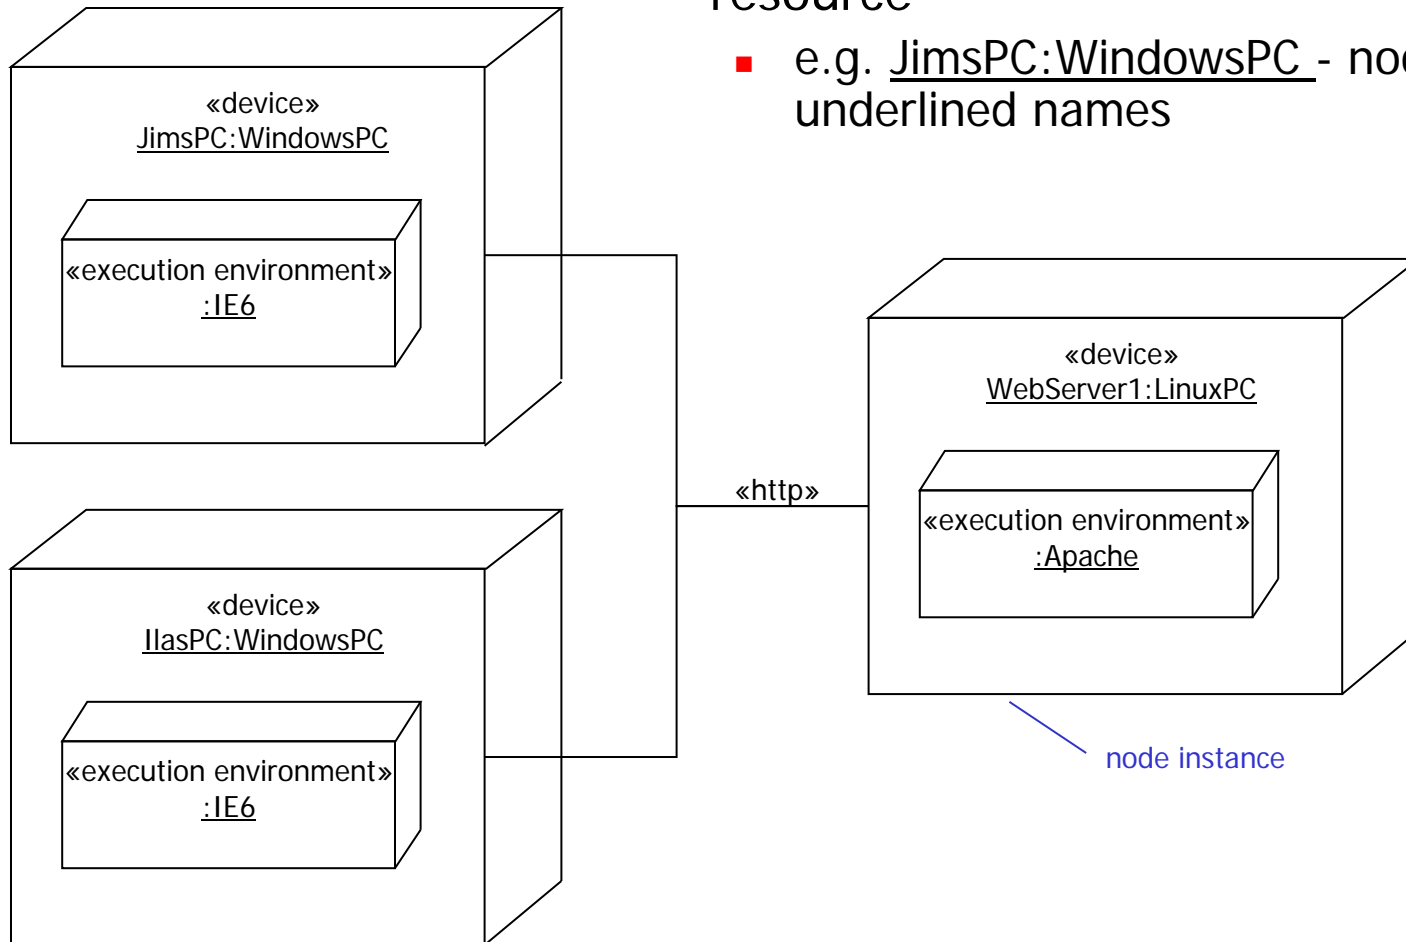 resource
e.g. JimsPC:WindowsPC - 
underlined names
«device»
JimsPC:WindowsPC
«execution environment»
:IE6
«http»
«device»
WebServer1:LinuxPC
«execution environment»
:Apache
node instance
«device»
IlasPC:WindowsPC
«execution environment»
:IE6